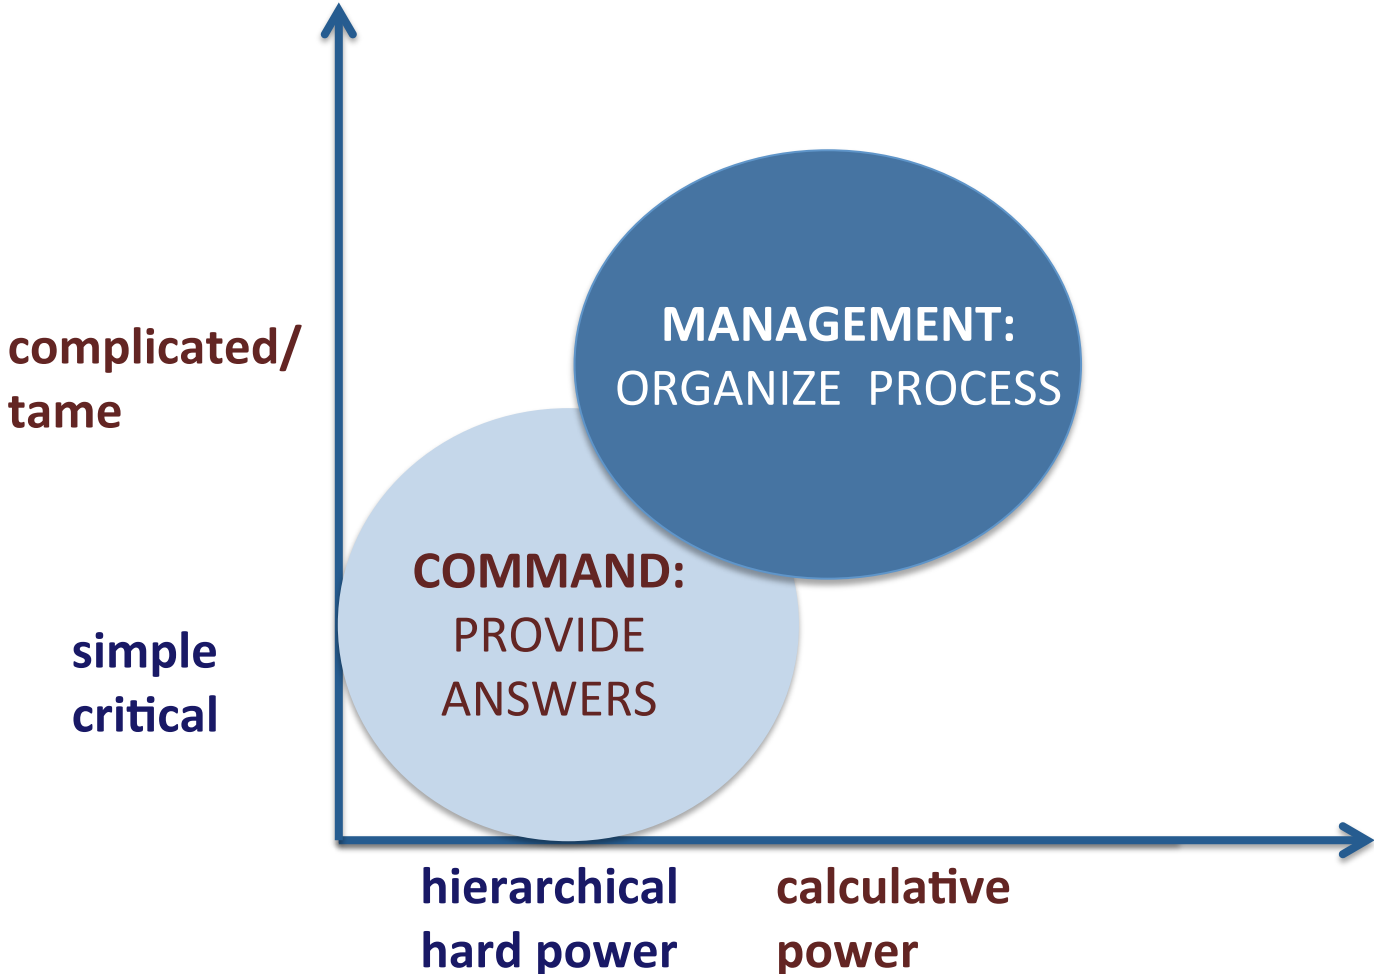 MANAGEMENT:
ORGANIZE PROCESS
complicated/
tame
COMMAND:
PROVIDE
ANSWERS
simple
critical
hierarchical
hard power
calculative
power